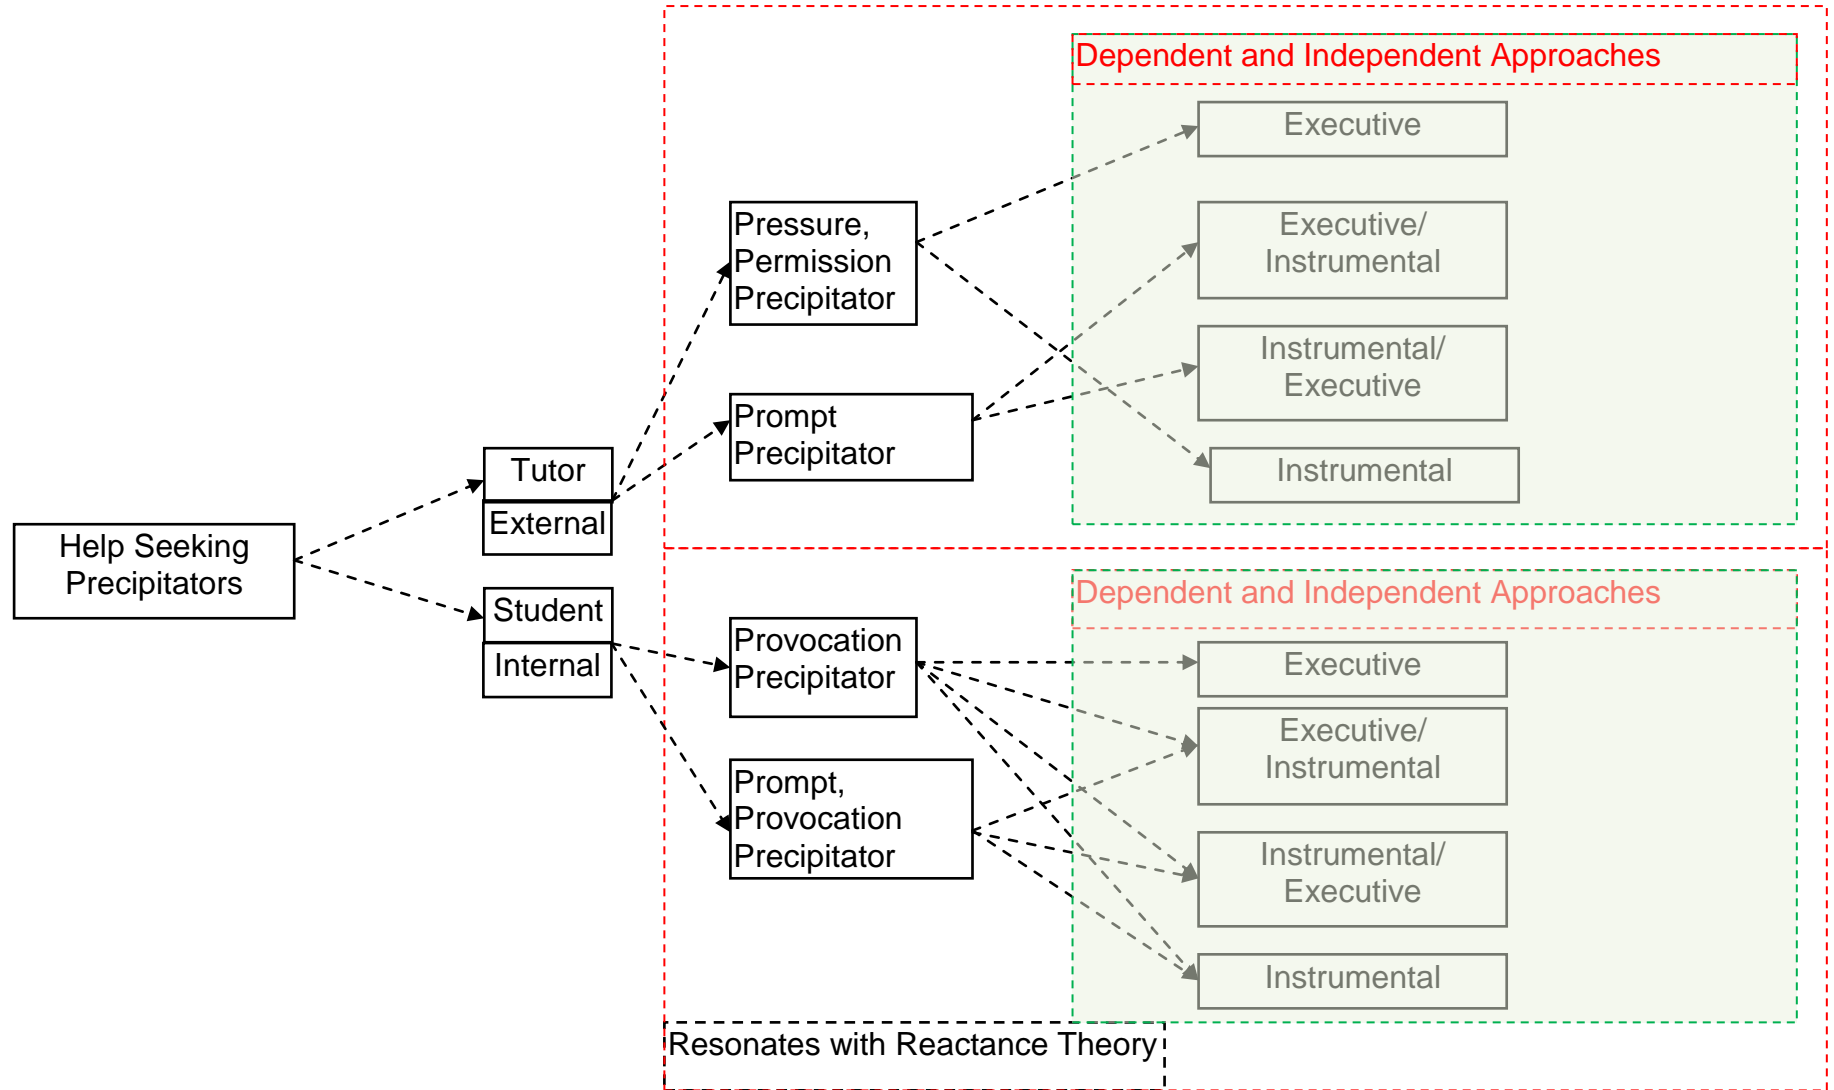 Dependent and Independent Approaches
Executive
Pressure,
Permission
Precipitator
Executive/
Instrumental
Instrumental/
Executive
Prompt
Precipitator
Instrumental
Tutor
External
Help Seeking
Precipitators
Student
Internal
Dependent and Independent Approaches
Provocation
Precipitator
Executive
Executive/
Instrumental
Prompt,
Provocation
Precipitator
Instrumental/
Executive
Instrumental
Resonates with Reactance Theory